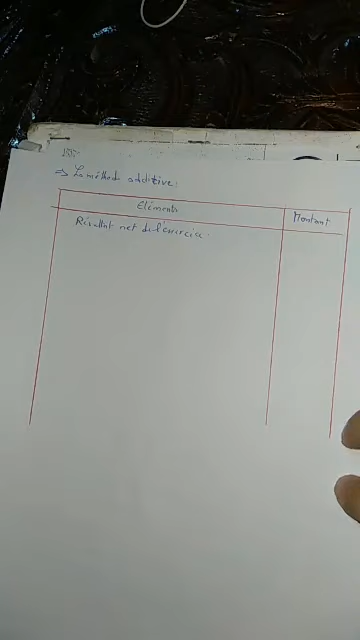 ⇒ La méthode additive:
Eléments
Montant
Résultat net de l'exercice.